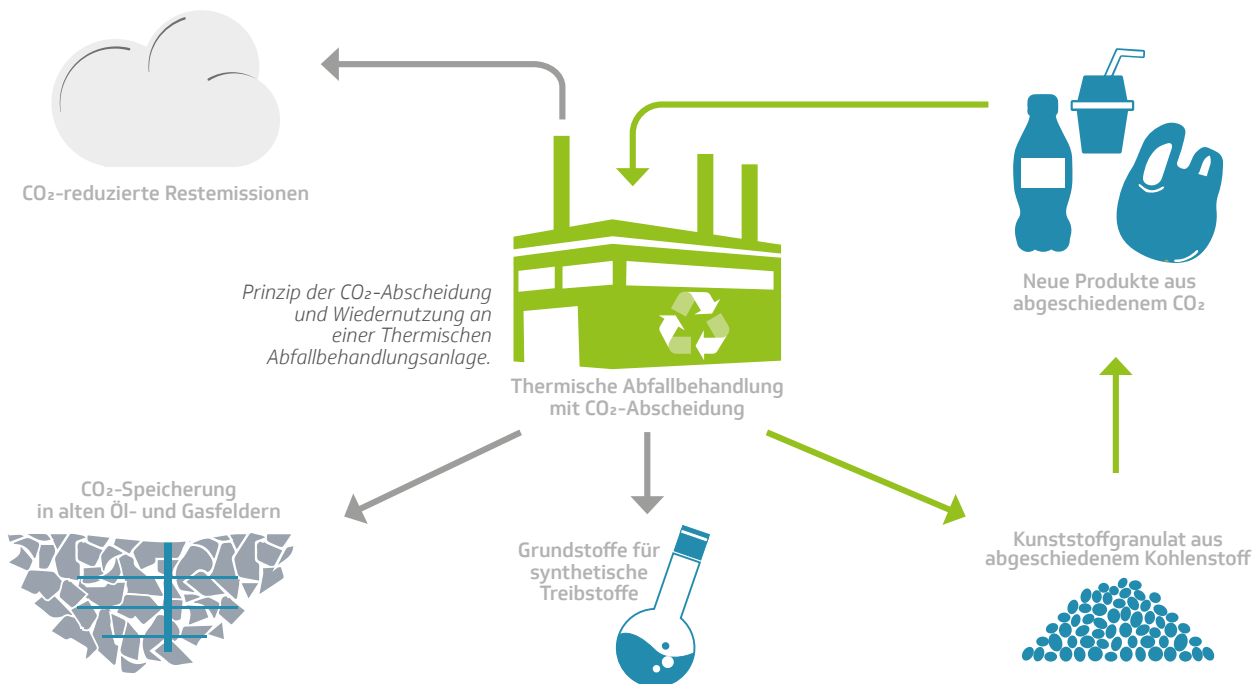 CO₂-reduzierte Restemissionen
Neue Produkte aus
abgeschiedenem CO₂
Prinzip der CO₂-Abscheidung
und Wiedernutzung an
einer Thermischen
Abfallbehandlungsanlage.
Thermische Abfallbehandlung
mit CO₂-Abscheidung
CO₂-Speicherung
in alten Öl- und Gasfeldern
Grundstoffe für
synthetische
Treibstoffe
Kunststoffgranulat aus
abgeschiedenem Kohlenstoff